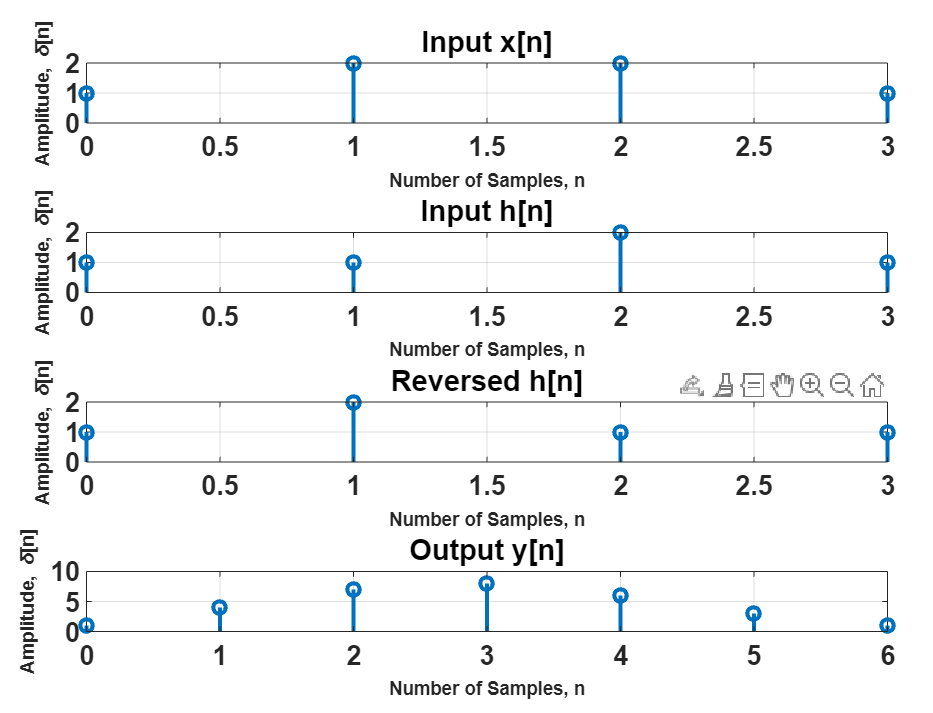 Input x[n]
Amplitude, δ[n]
2
1
0
0 0.5 1 1.5 2 2.5 3
Number of Samples, n
Input h[n]
Amplitude, δ[n]
2
1
0
0 0.5 1 1.5 2 2.5 3
Number of Samples, n
Reversed h[n]
Amplitude, δ[n]
2
1
0
0 0.5 1 1.5 2 2.5 3
Number of Samples, n
Output y[n]
Amplitude, δ[n]
10
5
0
0 1 2 3 4 5 6
Number of Samples, n